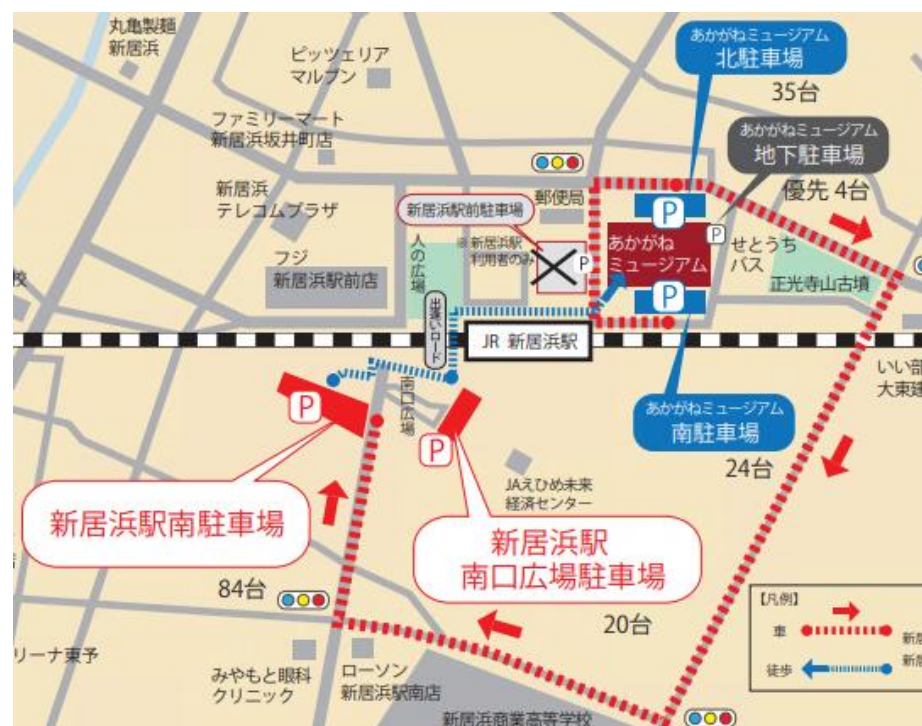 丸亀製麺
新居浜
ピッツェリア
マルブン
あかがねミュージアム
北駐車場
35台
ファミリーマート
新居浜坂井町店
あかがねミュージアム
地下駐車場
優先 4台
新居浜
テレコムプラザ
新居浜駅前駐車場
郵便局
P
P
人の広場
※新居浜駅
利用者のみ
P
あかがね
ミュージアム
せとうち
バス
フジ
新居浜駅前店
正光寺山古墳
校
P
出逢いロード
JR 新居浜駅
いい部
大東建
南口広場
P
P
あかがねミュージアム
南駐車場
24台
JAえひめ未来
経済センター
新居浜駅南駐車場
新居浜駅
南口広場駐車場
84台
20台
【凡例】
車
新居
徒歩
新居
リーナ東予
みやもと眼科
クリニック
ローソン
新居浜駅南店
新居浜商業高等学校